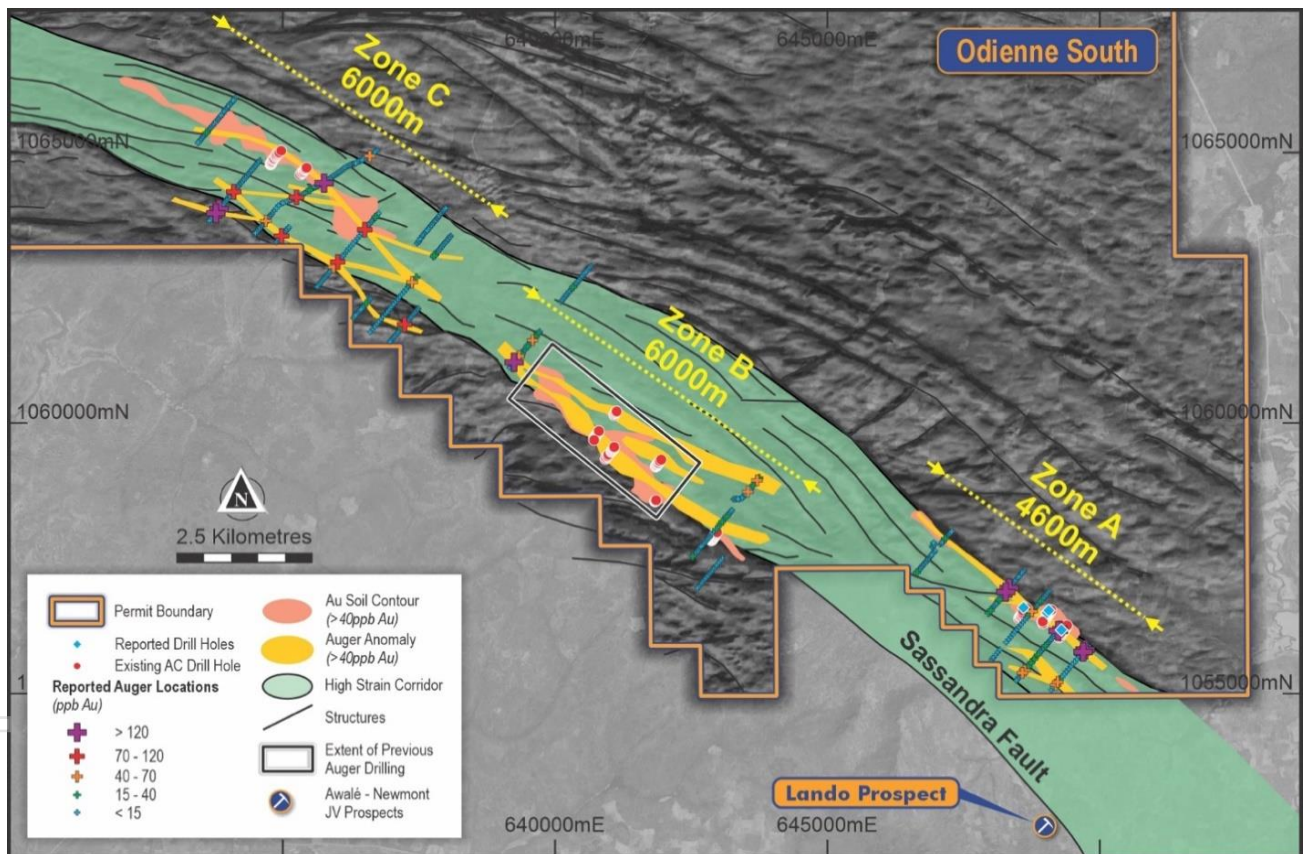 640000mE
645000mE
Odienne South
Zone C
6000m
1065000mN
1065000mN
Zone B
6000m
1060000mN
1060000mN
Zone A
4600m
N
2.5 Kilometres
1055000mN
Sassandra Fault
Lando Prospect
640000mE
645000mE
Permit Boundary
Reported Drill Holes
Existing AC Drill Hole
Reported Auger Locations
(ppb Au)
> 120
70 - 120
40 - 70
15 - 40
< 15
Au Soil Contour
(>40ppb Au)
Auger Anomaly
(>40ppb Au)
High Strain Corridor
Structures
Extent of Previous
Auger Drilling
Awalé - Newmont
JV Prospects